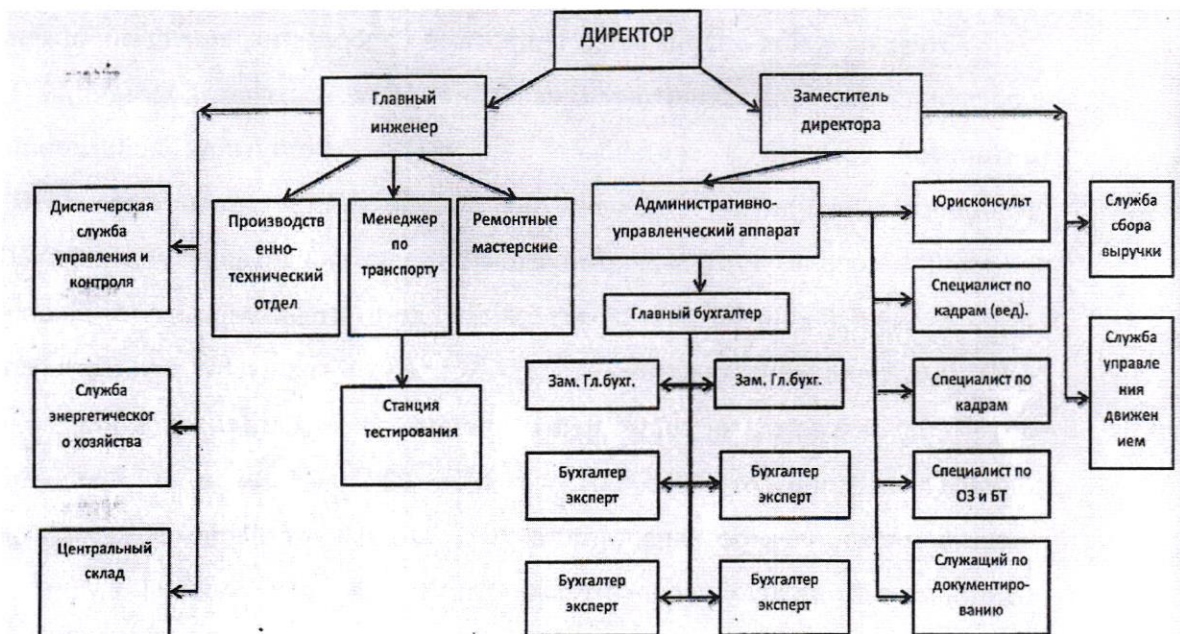 ДИРЕКТОР
Главный
инженер
Заместитель
директора
Диспетчерская
служба
управления и
контроля
Производств
енно-
технический
отдел
Менеджер
по
транспорту
Ремонтные
мастерские
Административно-
управленческий аппарат
Юрисконсульт
Служба
сбора
выручки
Главный бухгалтер
Специалист по
кадрам (вед).
Служба
управле
ния
движен
ием
Служба
энергетическог
о хозяйства
Станция
тестирования
Зам. Гл.бухг.
Зам. Гл.бухг.
Специалист по
кадрам
Бухгалтер
эксперт
Бухгалтер
эксперт
Специалист по
ОЗ и БТ
Центральный
склад
Бухгалтер
эксперт
Бухгалтер
эксперт
Служащий по
документиро-
ванию